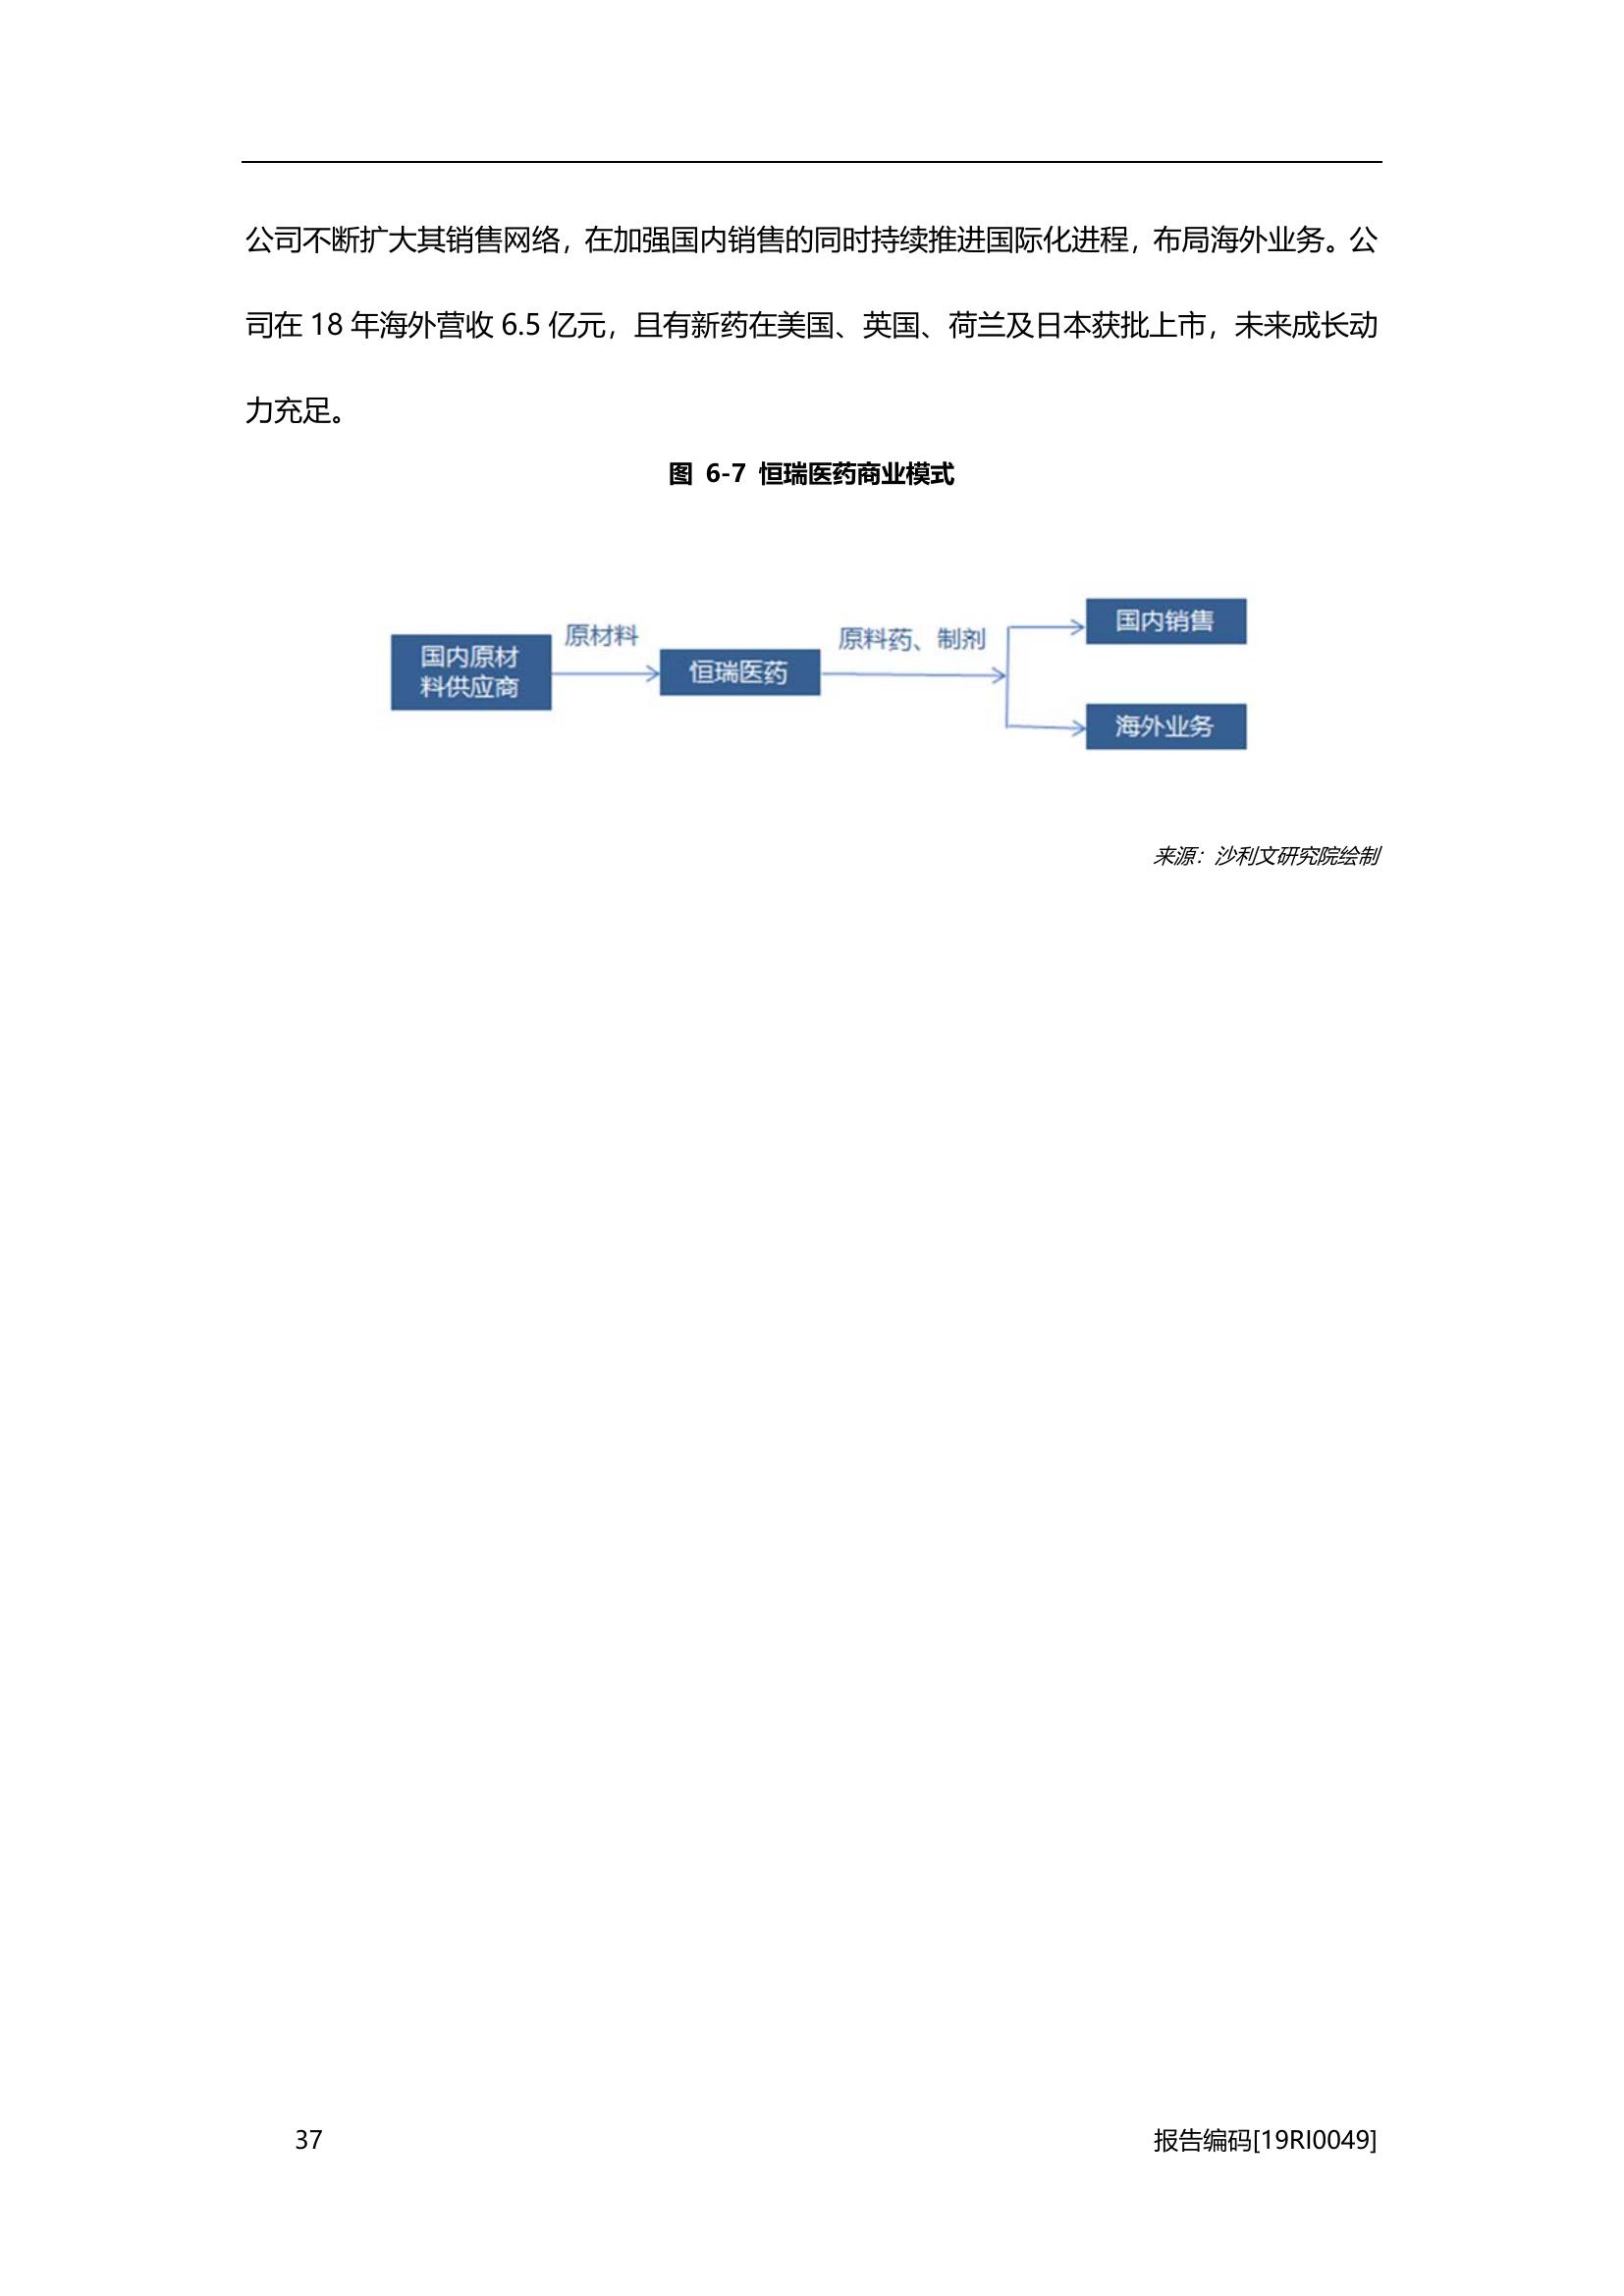 公司不断扩大其销售网络，在加强国内销售的同时持续推进国际化进程，布局海外业务。公
司在 18 年海外营收 6.5 亿元，且有新药在美国、英国、荷兰及日本获批上市，未来成长动
力充足。
图 6-7 恒瑞医药商业模式
国内原材
料供应商
原材料
恒瑞医药
原料药、制剂
国内销售
海外业务
来源：沙利文研究院绘制
37
报告编码[19RI0049]